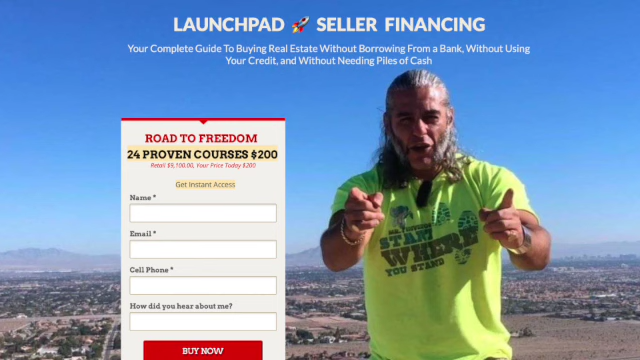 LAUNCHPAD 🚀 SELLER FINANCING
Your Complete Guide To Buying Real Estate Without Borrowing From a Bank, Without Using
Your Credit, and Without Needing Piles of Cash
ROAD TO FREEDOM
24 PROVEN COURSES $200
Retail $9,100.00, Your Price Today $200
Get Instant Access
Name *
Email *
Cell Phone *
How did you hear about me?
BUY NOW
START
WHERE
YOU STAND